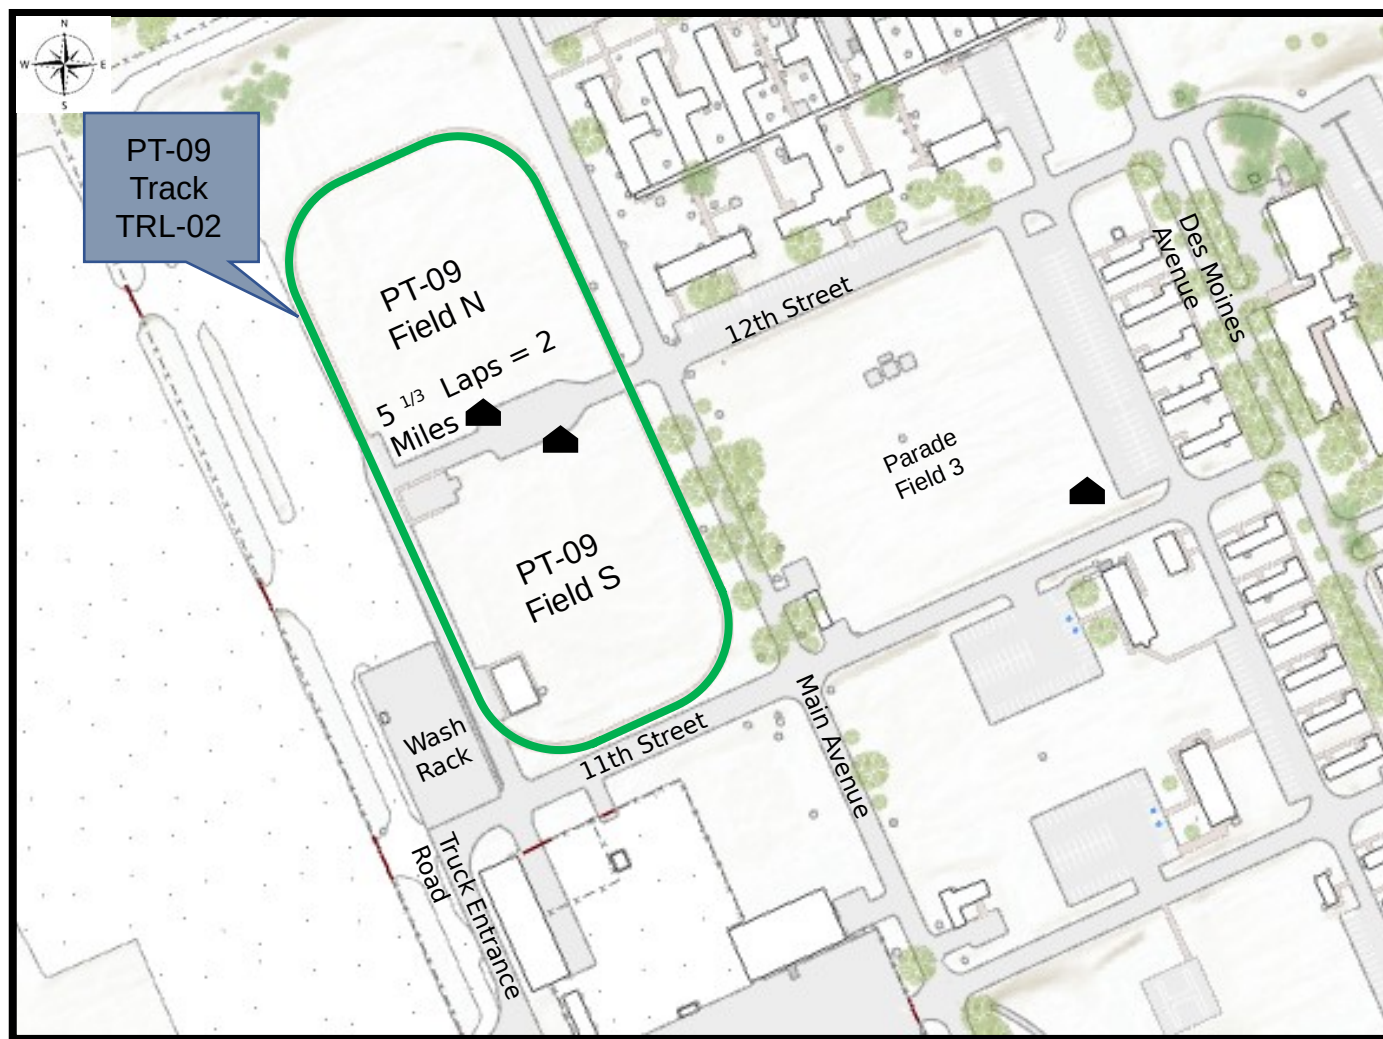 N
W E
S
PT-09
Track
TRL-02
PT-09
Field N
5 1/3 Laps = 2
Miles
PT-09
Field S
12th Street
Des Moines
Avenue
Parade
Field 3
Wash
Rack
11th Street
Main Avenue
Truck Entrance
Road